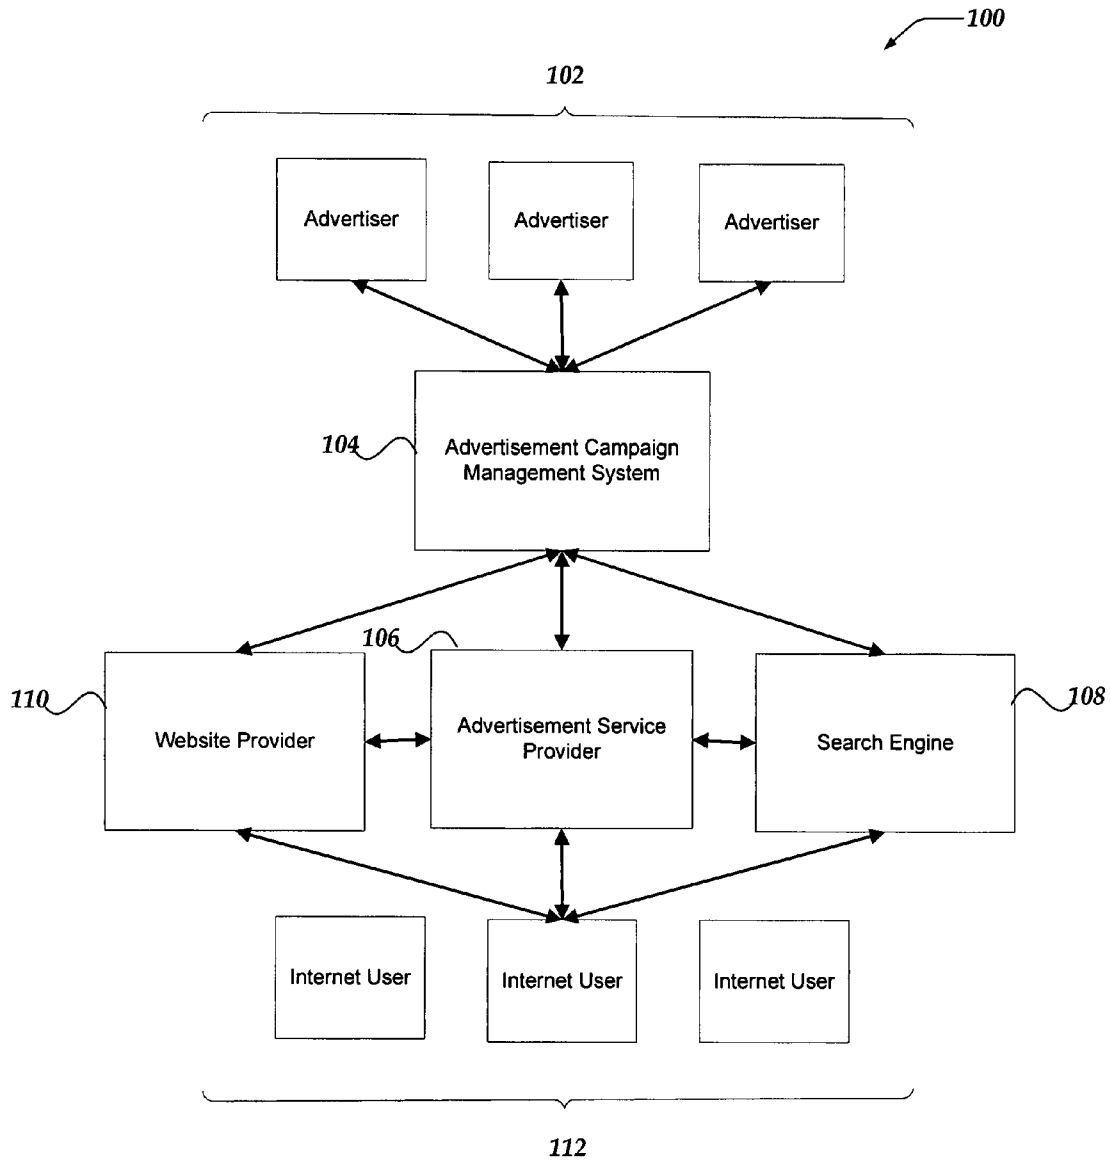 100
102
Advertiser
Advertiser
Advertiser
104
Advertisement Campaign
Management System
106
110
108
Website Provider
Advertisement Service
Provider
Search Engine
Internet User
Internet User
Internet User
112